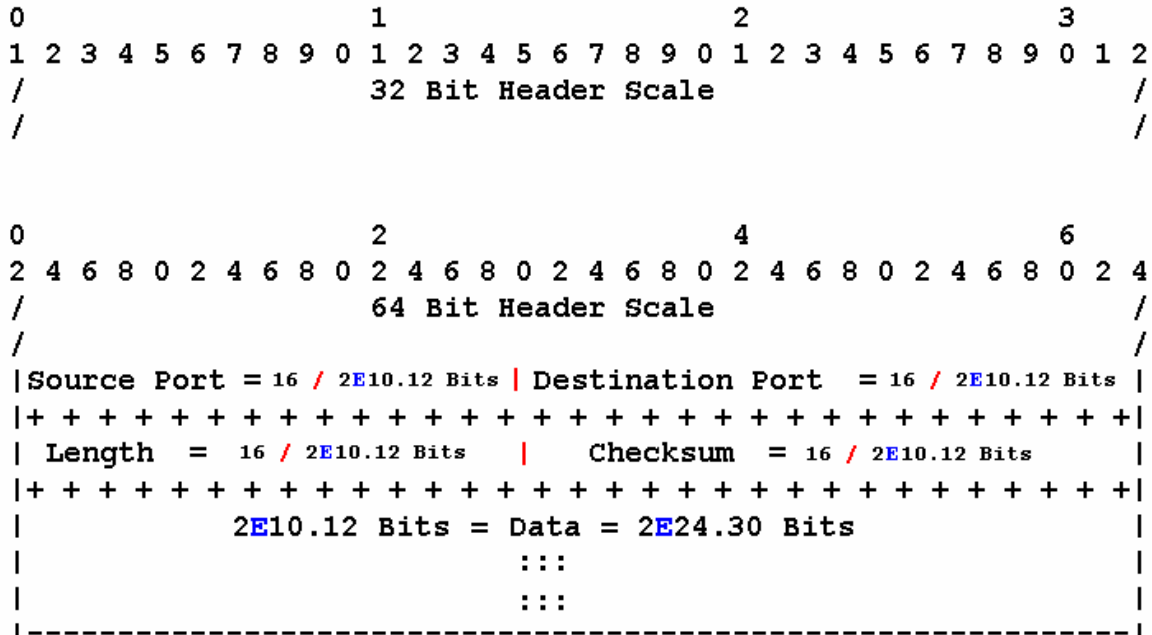 0 1 2 3
1 2 3 4 5 6 7 8 9 0 1 2 3 4 5 6 7 8 9 0 1 2 3 4 5 6 7 8 9 0 1 2
/ 32 Bit Header Scale /
/ /
0 2 4 6
2 4 6 8 0 2 4 6 8 0 2 4 6 8 0 2 4 6 8 0 2 4 6 8 0 2 4 6 8 0 2 4
/ 64 Bit Header Scale /
/ /
|Source Port = 16 / 2E10.12 Bits | Destination Port = 16 / 2E10.12 Bits |
|+ + + + + + + + + + + + + + + + + + + + + + + + + + + + + + +|
| Length = 16 / 2E10.12 Bits | Checksum = 16 / 2E10.12 Bits |
|+ + + + + + + + + + + + + + + + + + + + + + + + + + + + + + +|
| 2E10.12 Bits = Data = 2E24.30 Bits |
| ::: |
| ::: |
|-------------------------------------------------------------|